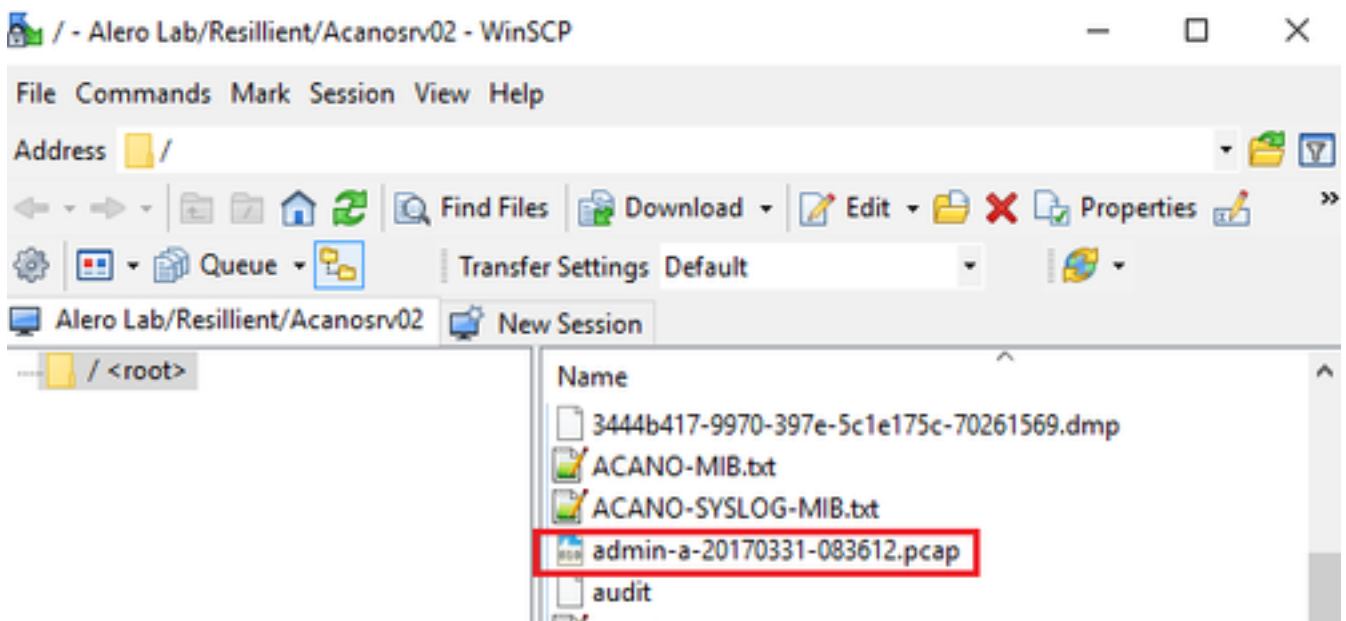 / - Alero Lab/Resillient/Acanosrv02 - WinSCP
File Commands Mark Session View Help
Address /
Find Files Download Edit Properties »
Queue Transfer Settings Default
Alero Lab/Resillient/Acanosrv02 New Session
/ <root>
Name
3444b417-9970-397e-5c1e175c-70261569.dmp
ACANO-MIB.txt
ACANO-SYSLOG-MIB.txt
admin-a-20170331-083612.pcap
audit